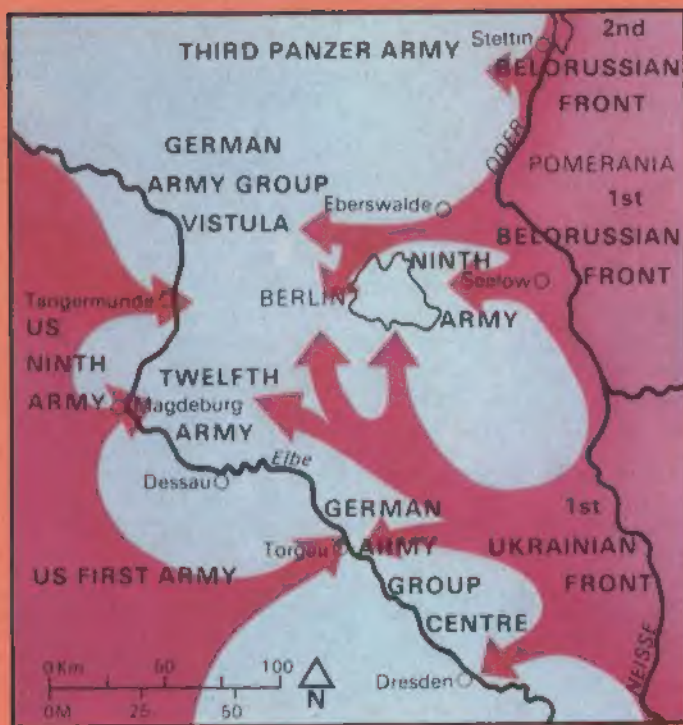 THIRD PANZER ARMY
Stettin
2nd
BELORUSSIAN
FRONT
GERMAN
ARMY GROUP
VISTULA
ODER
POMERANIA
1st
BELORUSSIAN
FRONT
Eberswalde
NINTH
ARMY
Seelow
BERLIN
Tangermunde
US
NINTH
ARMY
Magdeburg
TWELFTH
ARMY
Elbe
Dessau
GERMAN
ARMY
GROUP
CENTRE
Torgau
1st
UKRAINIAN
FRONT
US FIRST ARMY
NEISSE
Dresden
0 Km 50 100
0M 25 50
N